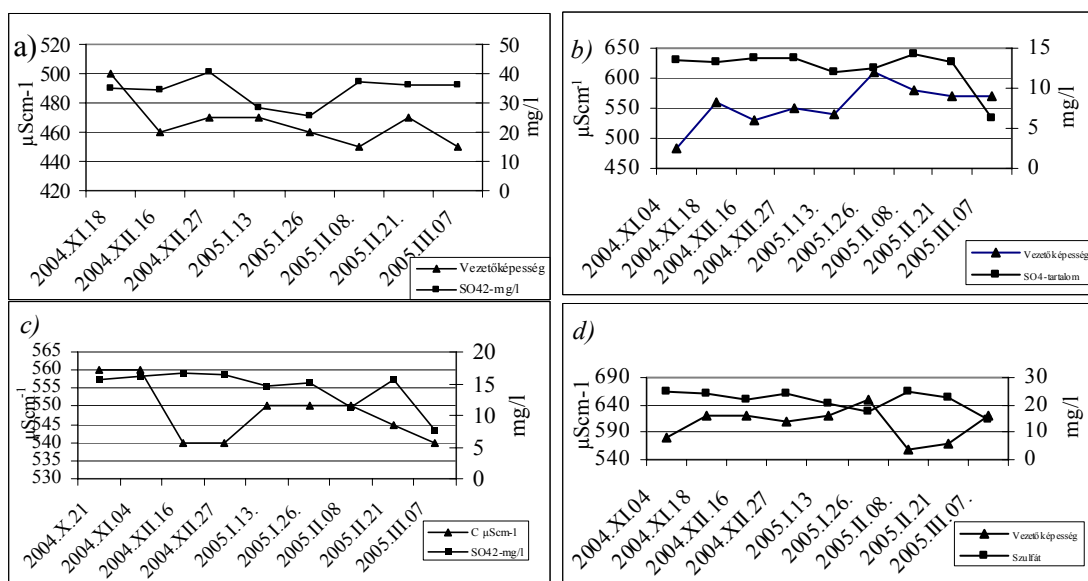 a)
µScm-1
520
500
480
460
440
420
50
40
30
20
10
0
mg/l
2004.XI.18
2004.XII.16
2004.XII.27
2005.I.13
2005.I.26
2005.II.08.
2005.II.21.
2005.III.07
Vezetőképesség
SO42-mg/l
b)
µScm¹
650
600
550
500
450
15
10
5
0
mg/l
2004.XI.04
2004.XI.18
2004.XII.16
2004.XII.27
2005.I.13.
2005.I.26.
2005.II.08.
2005.II.21
2005.III.07
Vezetőképesség
SO4-tartalom
c)
µScm-1
565
560
555
550
545
540
535
530
20
15
10
5
0
mg/l
2004.X.21
2004.XI.04
2004.XII.16
2004.XII.27
2005.I.13.
2005.I.26.
2005.II.08
2005.II.21
2005.III.07
C µScm-1
SO42-mg/l
d)
µScm-1
690
640
590
540
30
20
10
0
mg/l
2004.XI.04
2004.XI.18
2004.XII.16
2004.XII.27
2005.I.13
2005.I.26.
2005.II.08.
2005.II.21
2005.III.07.
Vezetőképesség
Szulfát